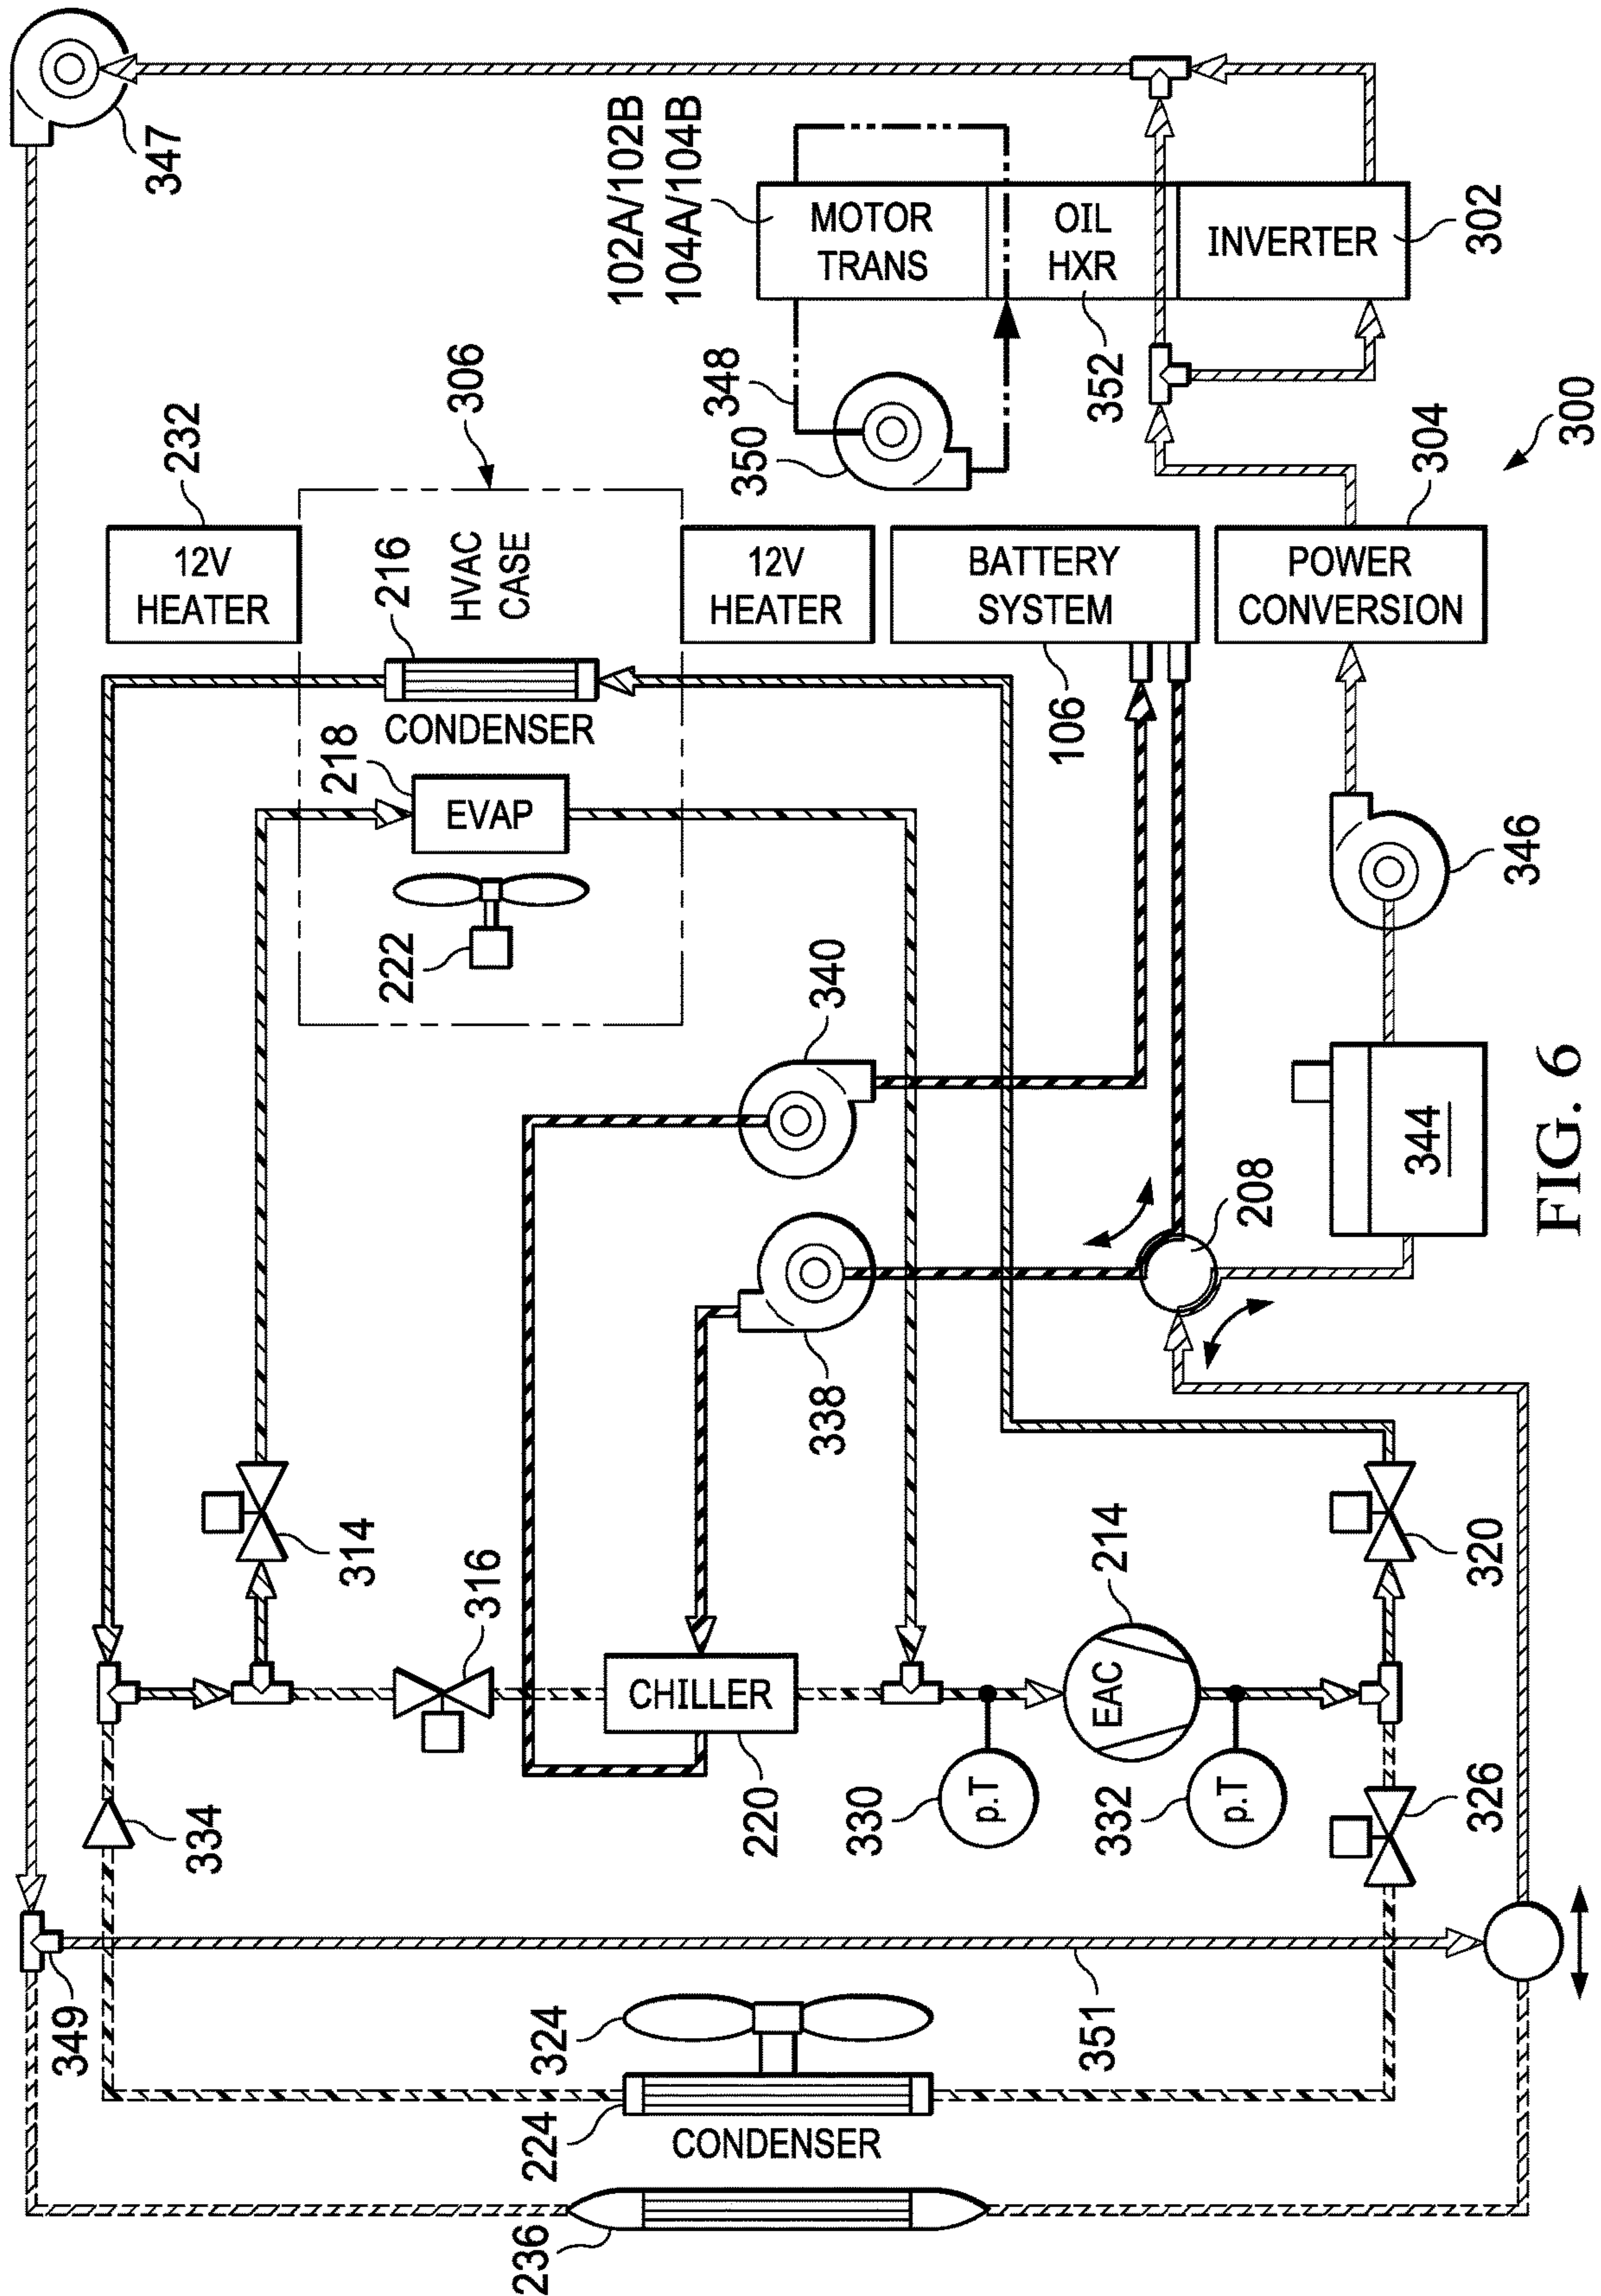 347
102A/102B
104A/104B
MOTOR
TRANS
OIL
HXR
INVERTER
302
352
348
350
306
232
12V
HEATER
216
HVAC
CASE
12V
HEATER
BATTERY
SYSTEM
304
POWER
CONVERSION
300
CONDENSER
218
EVAP
106
222
340
346
344
208
338
314
316
214
320
CHILLER
EAC
220
330
p.T
332
p.T
326
334
349
324
351
224
CONDENSER
236
FIG. 6